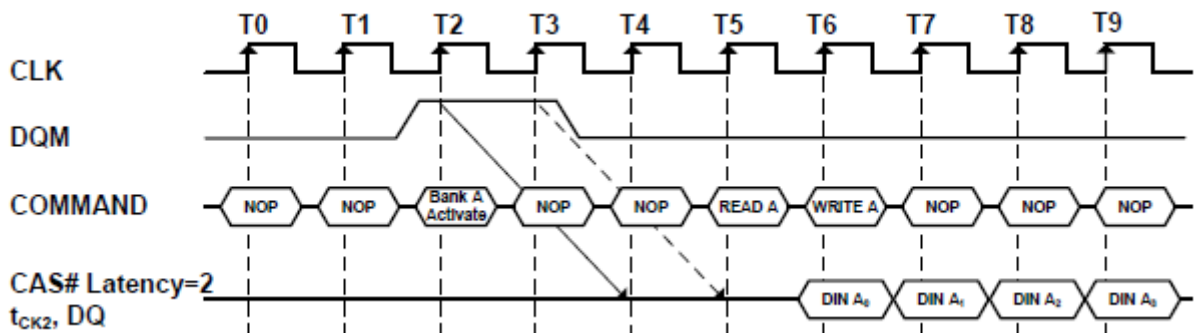 T0 T1 T2 T3 T4 T5 T6 T7 T8 T9
CLK
DQM
COMMAND NOP NOP Bank A Activate NOP NOP READ A WRITE A NOP NOP NOP
CAS# Latency=2
tCK2, DQ DIN A0 DIN A1 DIN A2 DIN A3